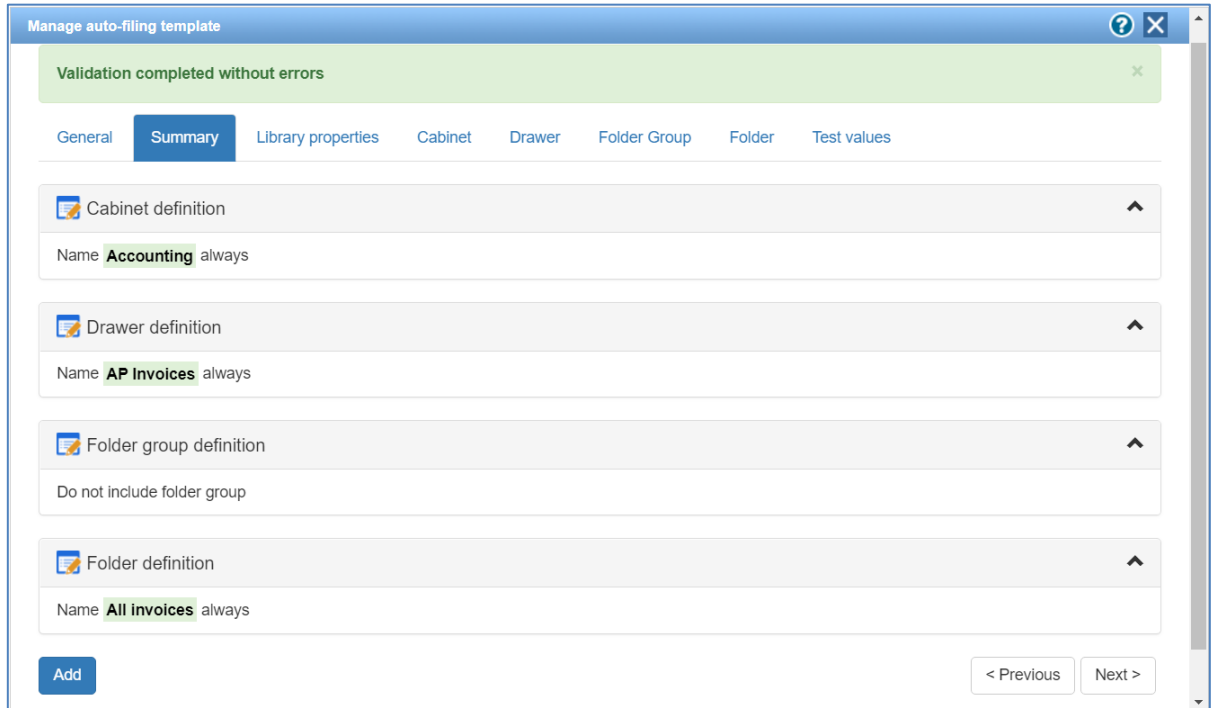 Manage auto-filing template
Validation completed without errors
General Summary Library properties Cabinet Drawer Folder Group Folder Test values
Cabinet definition
Name Accounting always
Drawer definition
Name AP Invoices always
Folder group definition
Do not include folder group
Folder definition
Name All invoices always
Add < Previous Next >